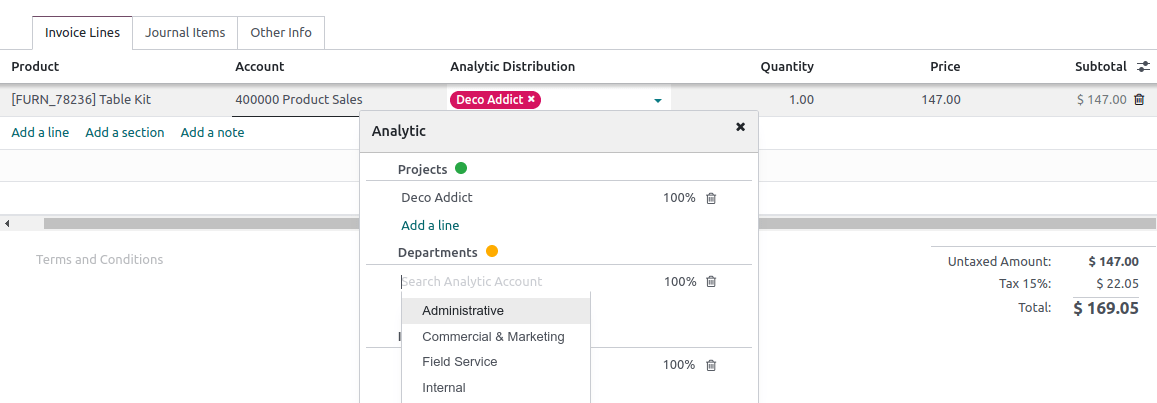 Invoice Lines Journal Items Other Info
Product Account Analytic Distribution Quantity Price Subtotal
[FURN_78236] Table Kit 400000 Product Sales Deco Addict × 1.00 147.00 $ 147.00
Add a line Add a section Add a note
Analytic ×
Projects
Deco Addict 100%
Add a line
Departments
Search Analytic Account 100%
Administrative
Commercial & Marketing
Field Service
100%
Internal
Terms and Conditions
Untaxed Amount: $ 147.00
Tax 15%: $ 22.05
Total: $ 169.05